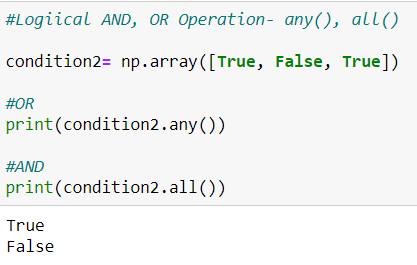 #Logiical AND, OR Operation- any(), all()
condition2= np.array([True, False, True])
#OR
print(condition2.any())
#AND
print(condition2.all())
True
False